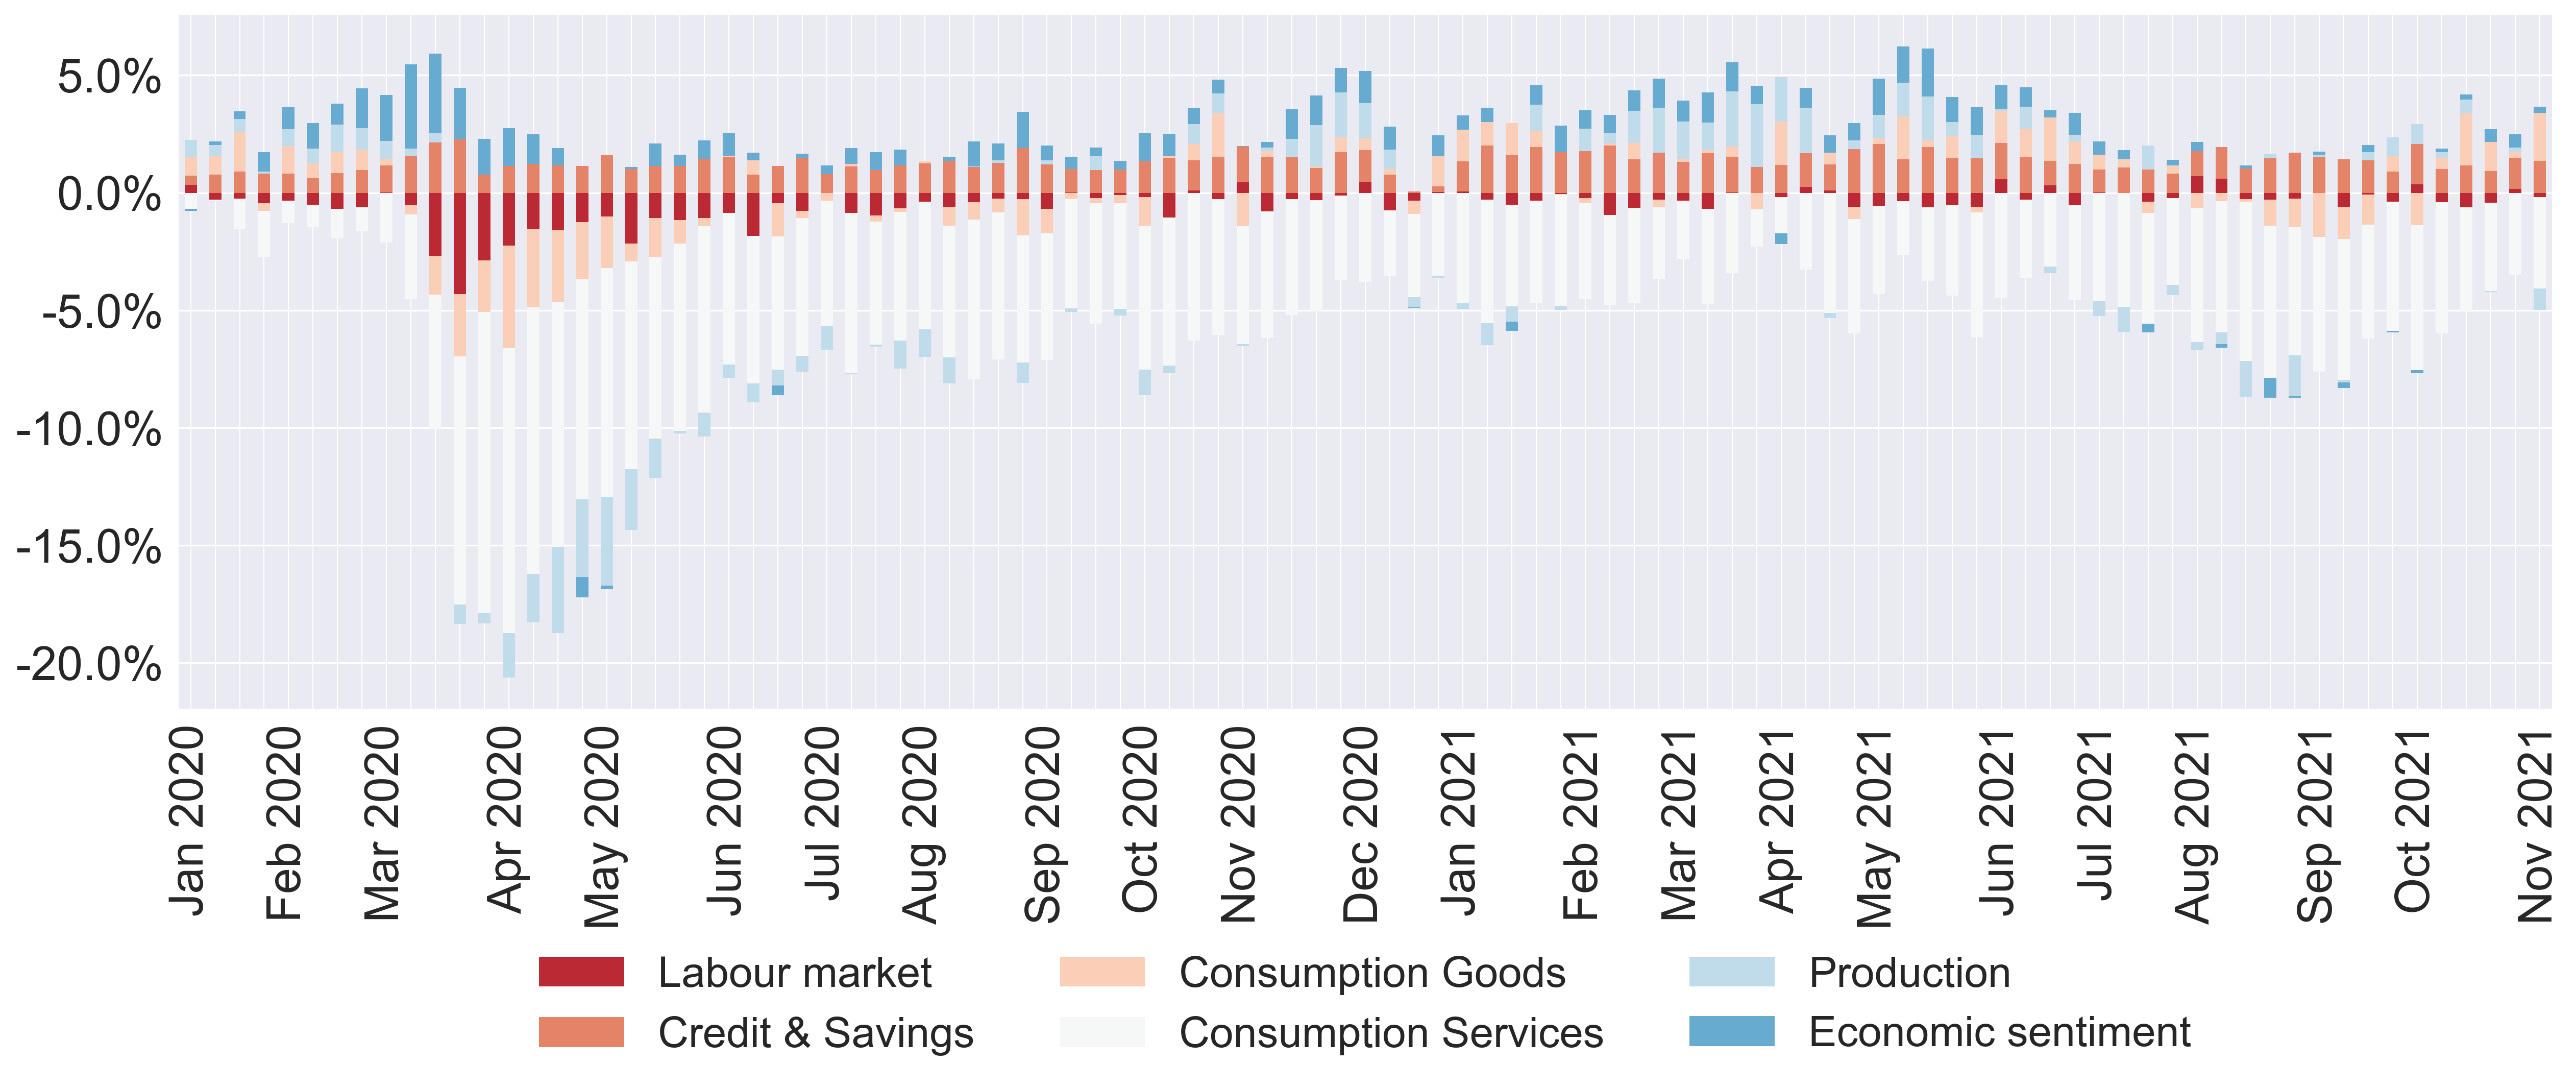 5.0%
0.0%
-5.0%
-10.0%
-15.0%
-20.0%
Jan 2020
Feb 2020
Mar 2020
Apr 2020
May 2020
Jun 2020
Jul 2020
Aug 2020
Sep 2020
Oct 2020
Nov 2020
Dec 2020
Jan 2021
Feb 2021
Mar 2021
Apr 2021
May 2021
Jun 2021
Jul 2021
Aug 2021
Sep 2021
Oct 2021
Nov 2021
Labour market
Credit & Savings
Consumption Goods
Consumption Services
Production
Economic sentiment